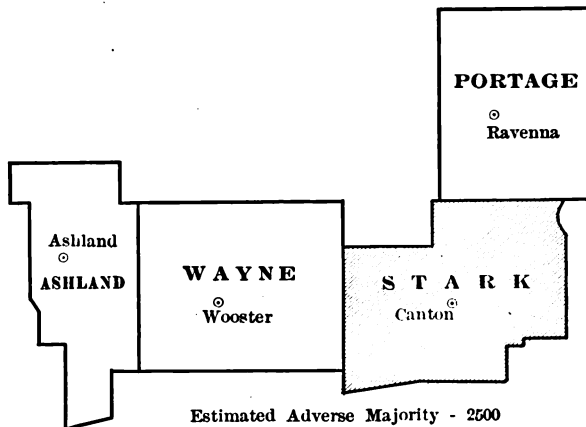 PORTAGE
Ravenna
Ashland
ASHLAND
WAYNE
Wooster
STARK
Canton
Estimated Adverse Majority - 2500